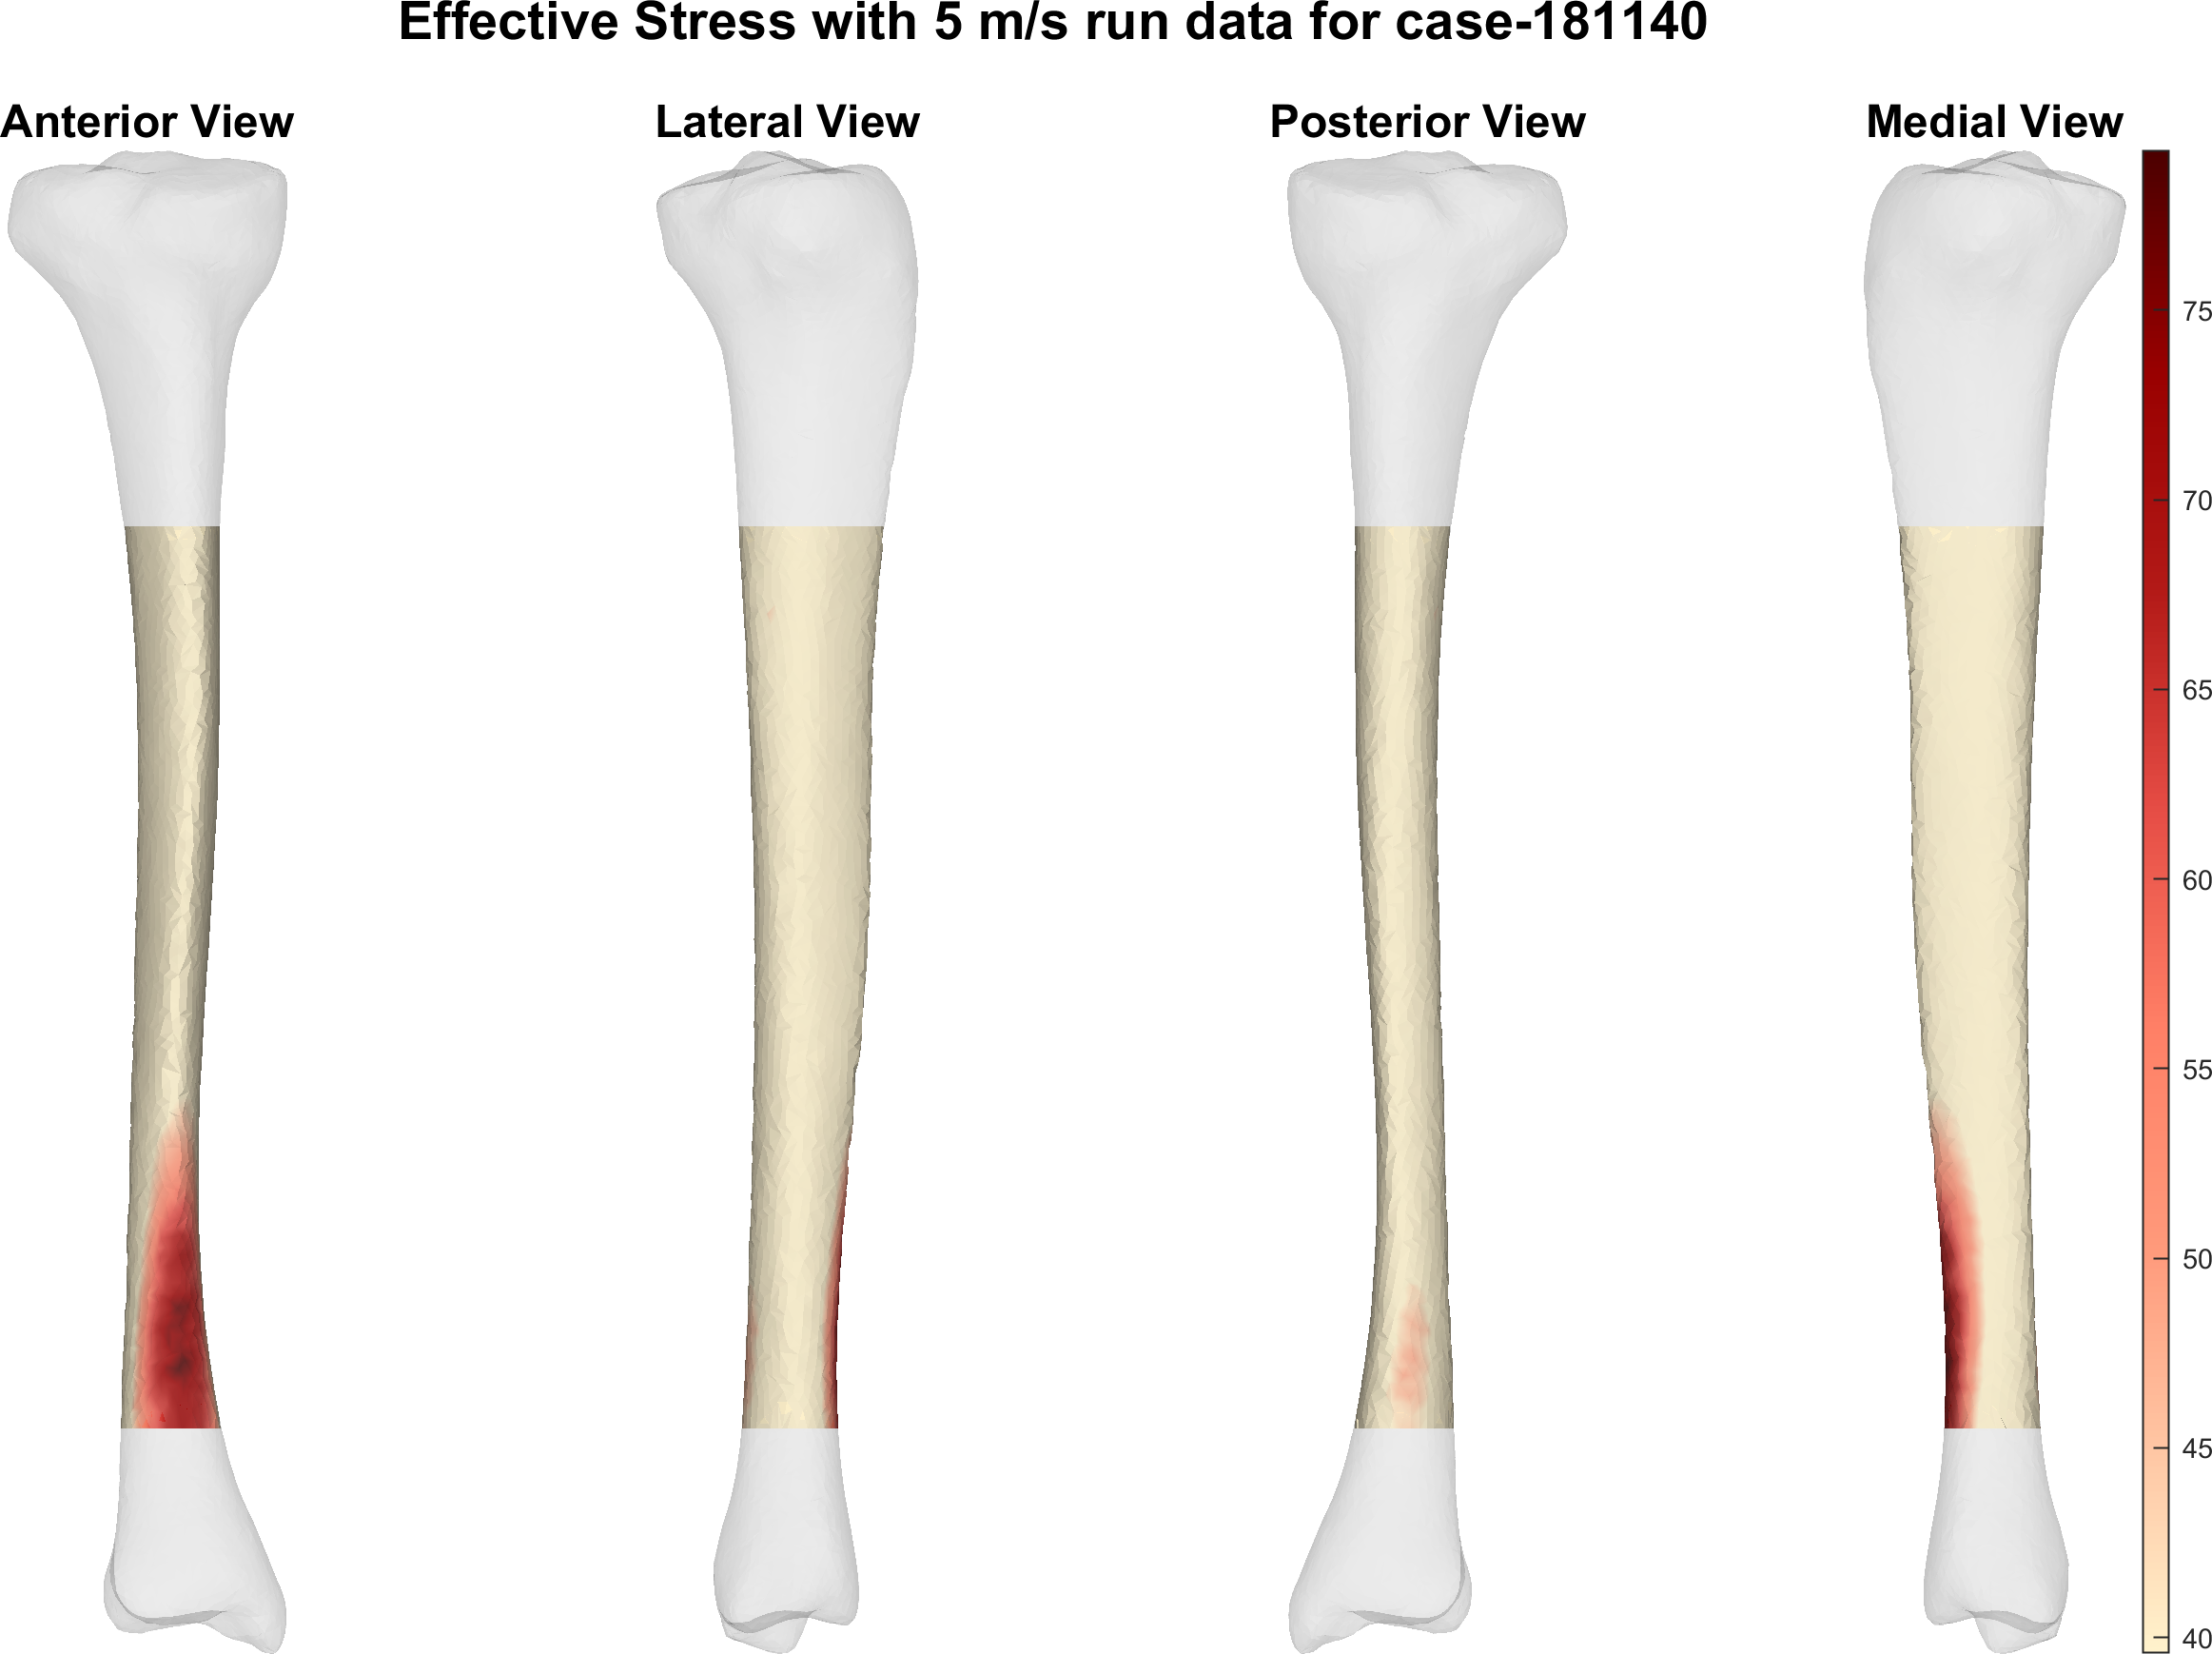 Effective Stress with 5 m/s run data for case-181140
Anterior View
Lateral View
Posterior View
Medial View
75
70
65
60
55
50
45
40